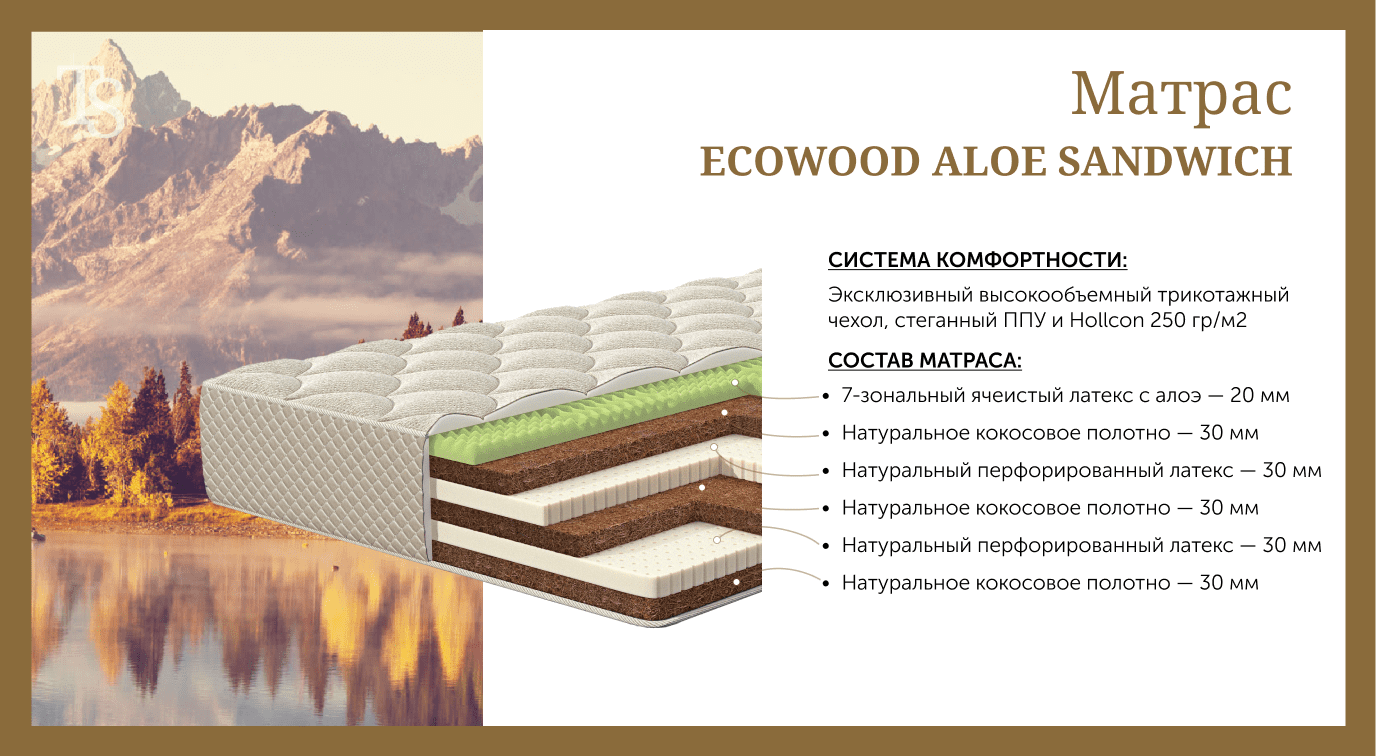 TS
Матрас
ECOWOOD ALOE SANDWICH
СИСТЕМА КОМФОРТНОСТИ:
Эксклюзивный высокообъемный трикотажный
чехол, стеганный ППУ и Hollcon 250 гр/м2
СОСТАВ МАТРАСА:
• 7-зональный ячеистый латекс с алоэ — 20 мм
• Натуральное кокосовое полотно — 30 мм
• Натуральный перфорированный латекс — 30 мм
• Натуральное кокосовое полотно — 30 мм
• Натуральный перфорированный латекс — 30 мм
• Натуральное кокосовое полотно — 30 мм